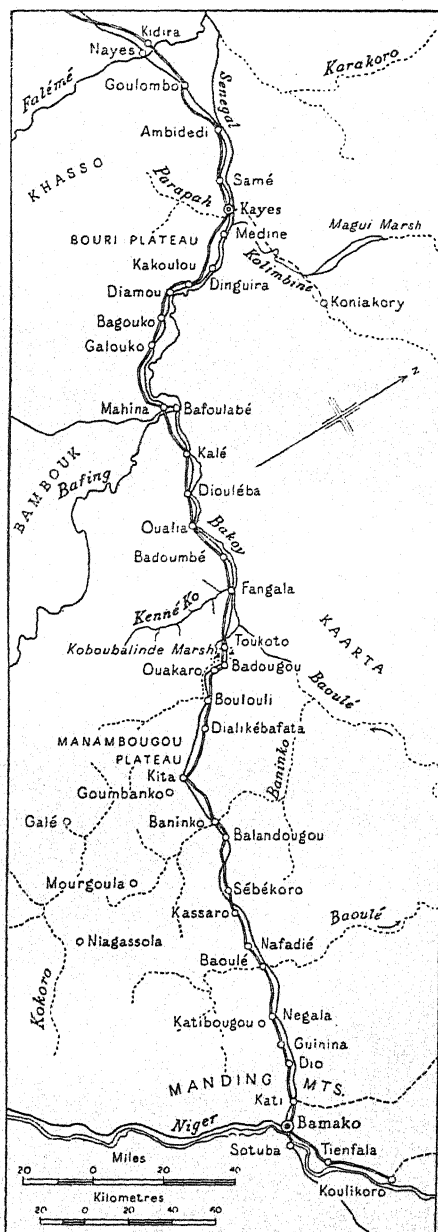 Kidira
Nayes
Karakoro
Falémé
Goulombo
Senegal
Ambidedi
KHASSO
Parapah
Samé
Kayes
Magui Marsh
BOURI PLATEAU
Medine
Kakoulou
Kolimbine
Dinguira
Diamou
Koniakory
Bagouko
Galouko
N
Mahina
Bafoulabé
BAMBOUK
Bafing
Kalé
Diouléba
Oualia
Bakoy
Badoumbé
Fangala
Kenné Ko
Toukoto
KAARTA
Koboubalinde Marsh
Ouakaro
Badougou
Baoulé
Boulouli
Dialikébafata
MANAMBOUGOU
PLATEAU
Baninko
Kita
Goumbanko
Galé
Baninko
Balandougou
Mourgoula
Sébékoro
Kassaro
Baoulé
Niagassola
Nafadié
Baoulé
Kokoro
Negala
Katibougou
Guinina
Dio
MANDING MTS.
Kati
Niger
Bamako
Miles
Sotuba
Tienfala
20 0 20 40
Koulikoro
Kilometres
20 0 20 40 60